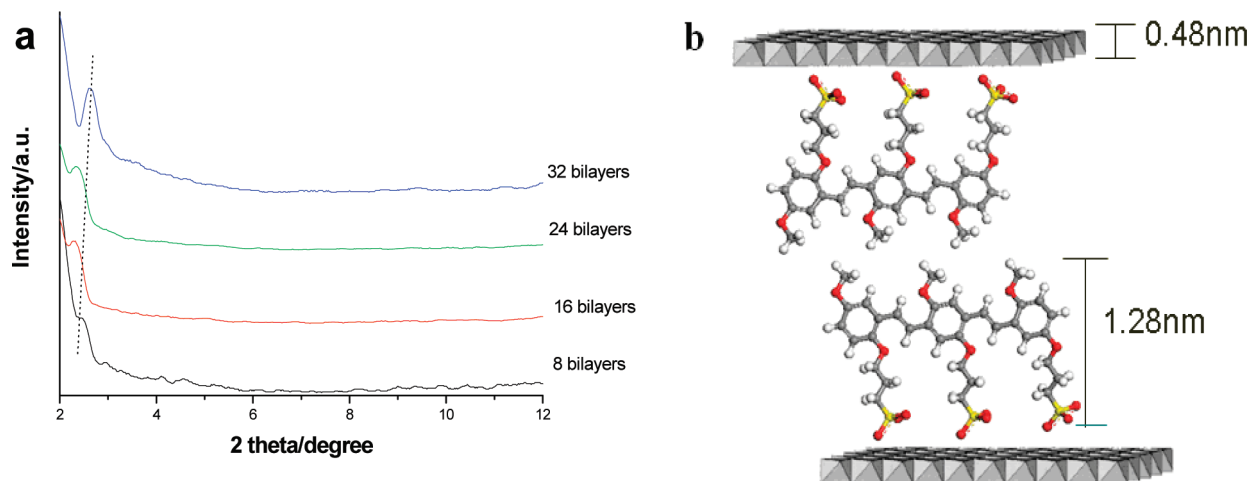 a
Intensity/a.u.
32 bilayers
24 bilayers
16 bilayers
8 bilayers
2
4
6
8
10
12
2 theta/degree
b
0.48nm
1.28nm